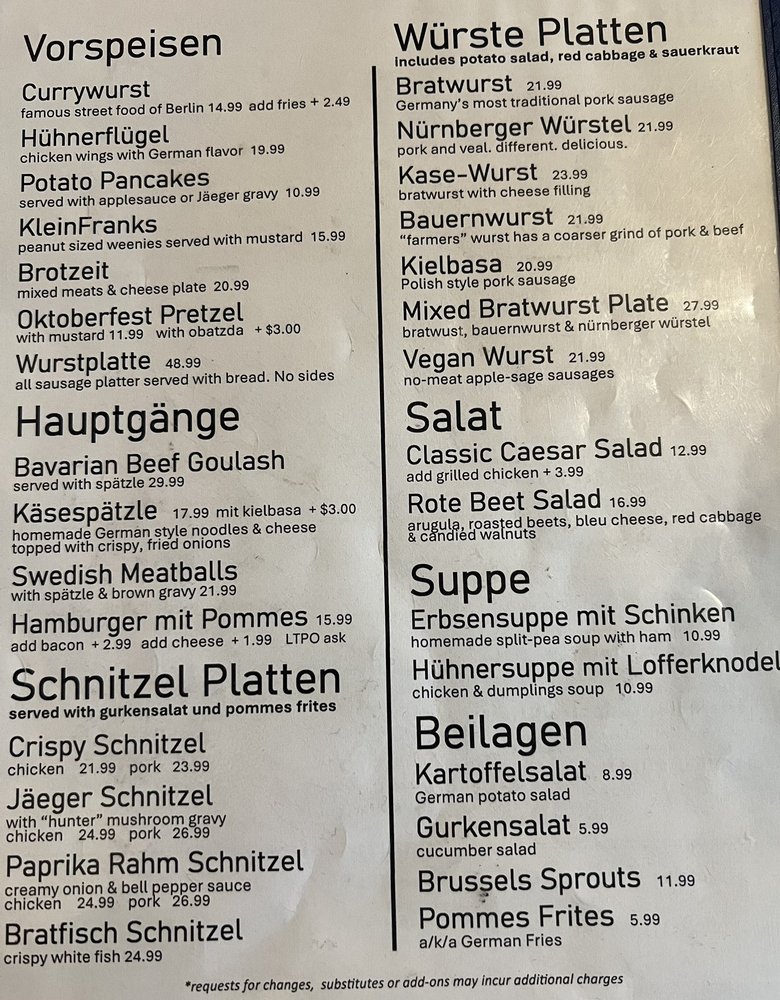 Vorspeisen
Currywurst
famous street food of Berlin 14.99 add fries + 2.49
Hühnerflügel
chicken wings with German flavor 19.99
Potato Pancakes
served with applesauce or Jäeger gravy 10.99
KleinFranks
peanut sized weenies served with mustard 15.99
Brotzeit
mixed meats & cheese plate 20.99
Oktoberfest Pretzel
with mustard 11.99 with obatzda + $3.00
Wurstplatte 48.99
all sausage platter served with bread. No sides
Hauptgänge
Bavarian Beef Goulash
served with spätzle 29.99
Käsespätzle 17.99 mit kielbasa + $3.00
homemade German style noodles & cheese
topped with crispy, fried onions
Swedish Meatballs
with spätzle & brown gravy 21.99
Hamburger mit Pommes 15.99
add bacon + 2.99 add cheese + 1.99 LTPO ask
Schnitzel Platten
served with gurkensalat und pommes frites
Crispy Schnitzel
chicken 21.99 pork 23.99
Jäeger Schnitzel
with "hunter" mushroom gravy
chicken 24.99 pork 26.99
Paprika Rahm Schnitzel
creamy onion & bell pepper sauce
chicken 24.99 pork 26.99
Bratfisch Schnitzel
crispy white fish 24.99
Würste Platten
Includes potato salad, red cabbage & sauerkraut
Bratwurst 21.99
Germany's most traditional pork sausage
Nürnberger Würstel 21.99
pork and veal. different. delicious.
Kase-Wurst 23.99
bratwurst with cheese filling
Bauernwurst 21.99
"farmers" wurst has a coarser grind of pork & beef
Kielbasa 20.99
Polish style pork sausage
Mixed Bratwurst Plate 27.99
bratwust, bauernwurst & nürnberger würstel
Vegan Wurst 21.99
no-meat apple-sage sausages
Salat
Classic Caesar Salad 12.99
add grilled chicken + 3.99
Rote Beet Salad 16.99
arugula, roasted beets, bleu cheese, red cabbage
& candied walnuts
Suppe
Erbsensuppe mit Schinken
homemade split-pea soup with ham 10.99
Hühnersuppe mit Lofferknodel
chicken & dumplings soup 10.99
Beilagen
Kartoffelsalat 8.99
German potato salad
Gurkensalat 5.99
cucumber salad
Brussels Sprouts 11.99
Pommes Frites 5.99
a/k/a German Fries
*requests for changes, substitutes or add-ons may incur additional charges